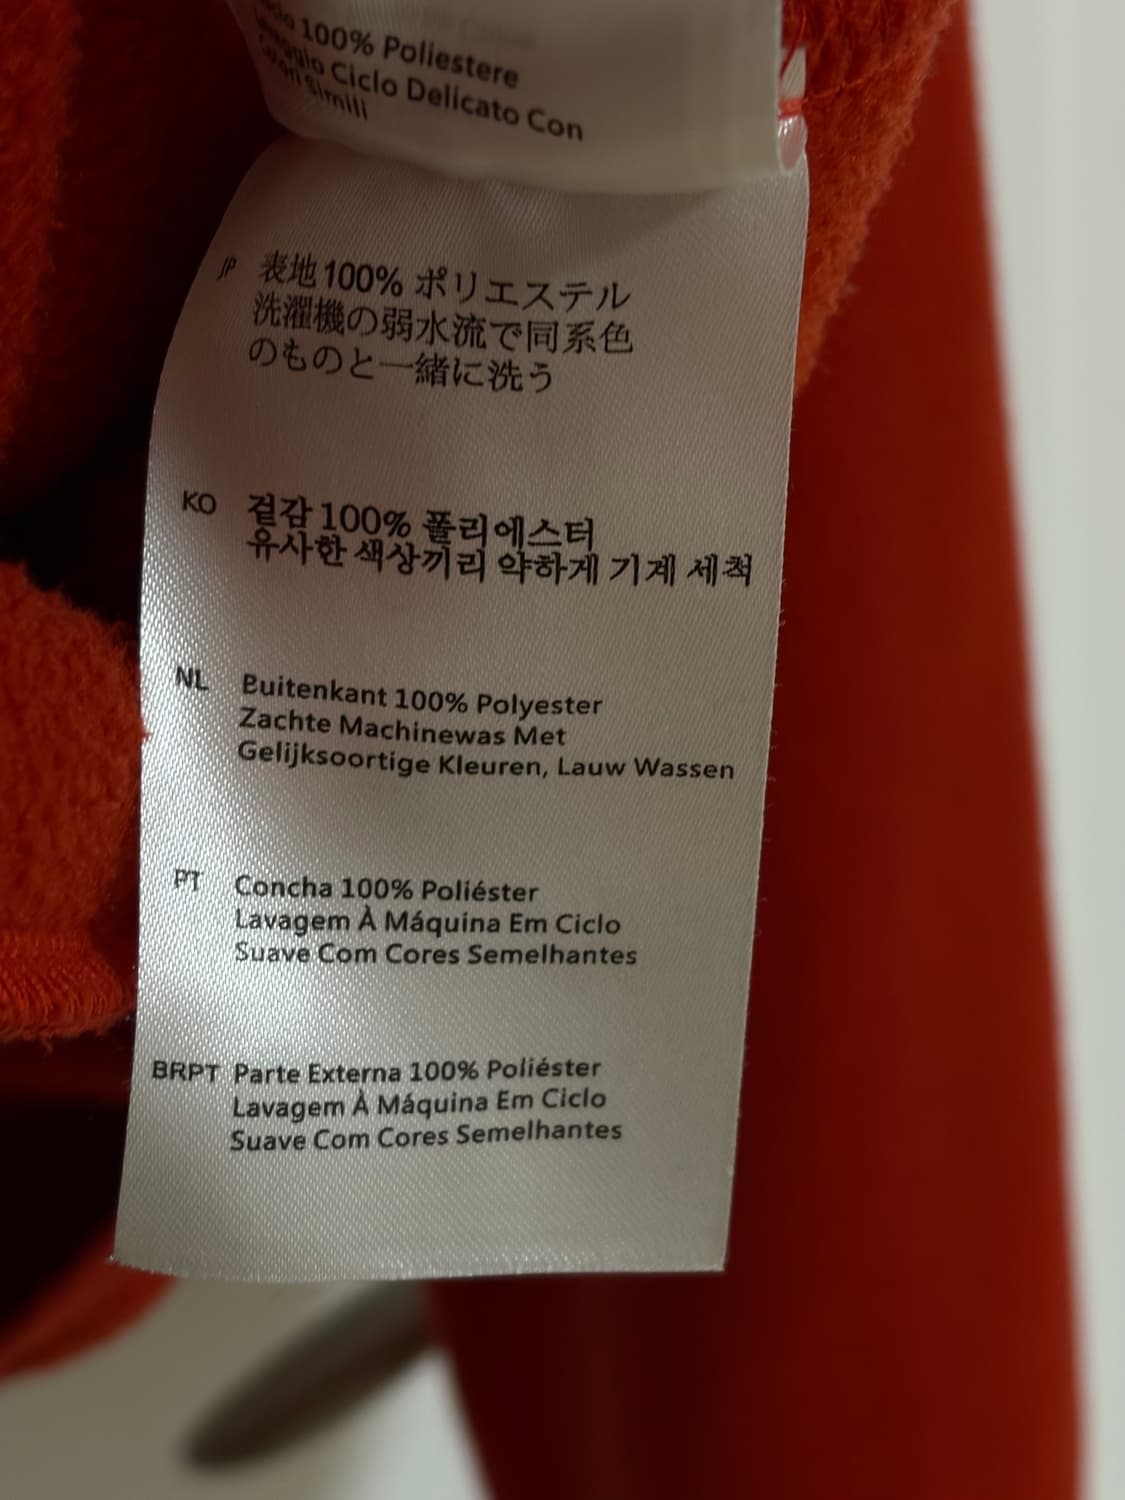 100% Poliestere
Ciclo Delicato Con
Simili
JP 表地100% ポリエステル
洗濯機の弱水流で同系色
のものと一緒に洗う
KO 겉감 100% 폴리에스터
유사한 색상끼리 약하게 기계 세척
NL Buitenkant 100% Polyester
Zachte Machinewas Met
Gelijksoortige Kleuren, Lauw Wassen
PT Concha 100% Poliéster
Lavagem À Máquina Em Ciclo
Suave Com Cores Semelhantes
BRPT Parte Externa 100% Poliéster
Lavagem À Máquina Em Ciclo
Suave Com Cores Semelhantes